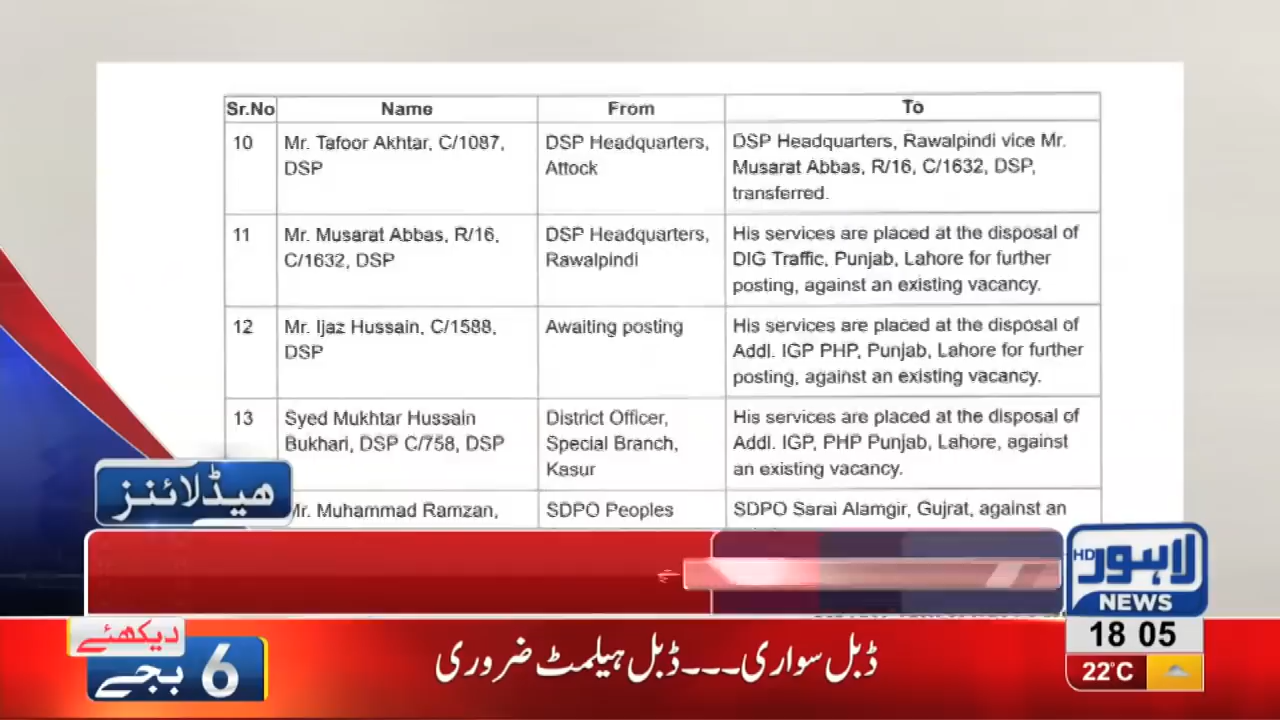 Sr.No Name From To
10 Mr. Tafoor Akhtar, C/1087, DSP Headquarters, DSP Headquarters, Rawalpindi vice Mr.
DSP Attock Musarat Abbas, R/16, C/1632, DSP,
transferred.
11 Mr. Musarat Abbas, R/16, DSP Headquarters, His services are placed at the disposal of
C/1632, DSP Rawalpindi DIG Traffic, Punjab, Lahore for further
posting, against an existing vacancy.
12 Mr. Ijaz Hussain, C/1588, Awaiting posting His services are placed at the disposal of
DSP Addl. IGP PHP, Punjab, Lahore for further
posting, against an existing vacancy.
13 Syed Mukhtar Hussain District Officer, His services are placed at the disposal of
Bukhari, DSP C/758, DSP Special Branch, Addl. IGP, PHP Punjab, Lahore, against
Kasur an existing vacancy.
Mr. Muhammad Ramzan, SDPO Peoples SDPO Sarai Alamgir, Gujrat, against an
ہیڈلائنز
HD لاہور
NEWS
دیکھئے
6 بجے
ڈبل سواری۔۔۔ڈبل ہیلمٹ ضروری
18 05
22°C